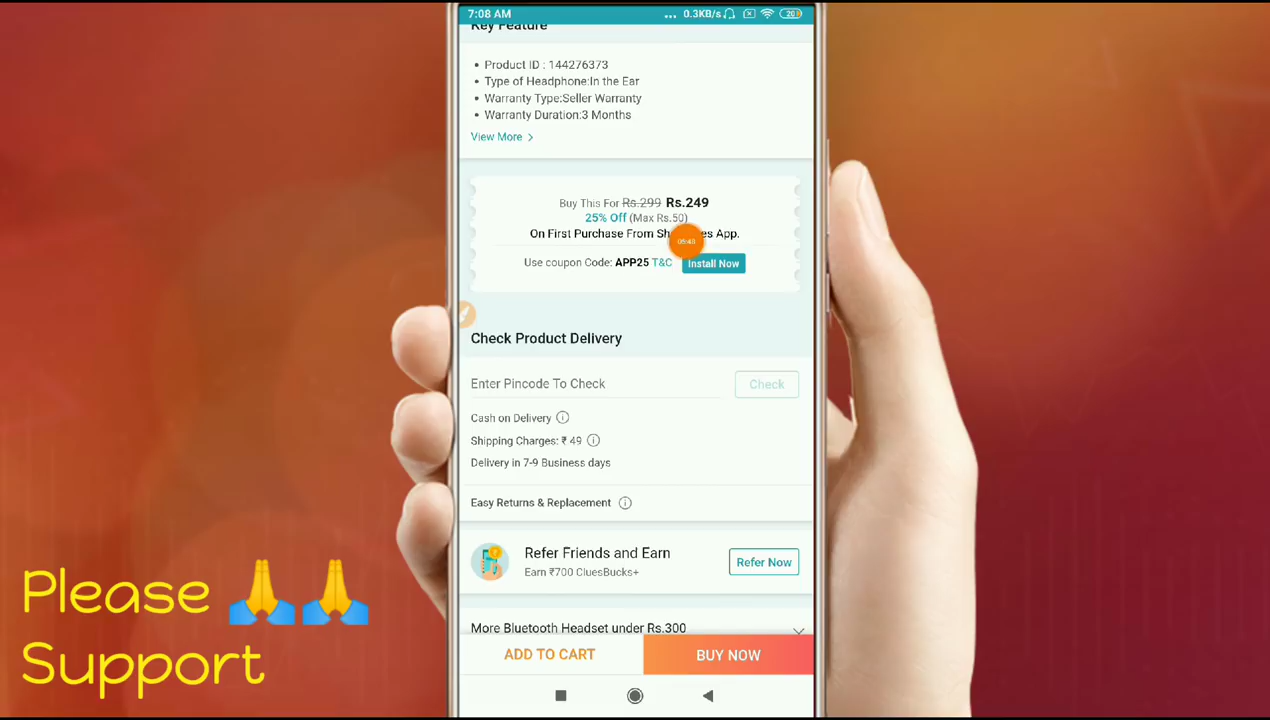 7:08 AM
... 0.3KB/s
20
Key Feature
• Product ID : 144276373
• Type of Headphone:In the Ear
• Warranty Type:Seller Warranty
• Warranty Duration:3 Months
View More >
Buy This For Rs.299 Rs.249
25% Off (Max Rs.50)
On First Purchase From App.
Use coupon Code: APP25 T&C Install Now
Check Product Delivery
Enter Pincode To Check
Check
Cash on Delivery
Shipping Charges: ₹ 49
Delivery in 7-9 Business days
Easy Returns & Replacement
Refer Friends and Earn
Earn ₹700 CluesBucks+
Refer Now
More Bluetooth Headset under Rs.300
ADD TO CART
BUY NOW
Please 🙏🙏
Support